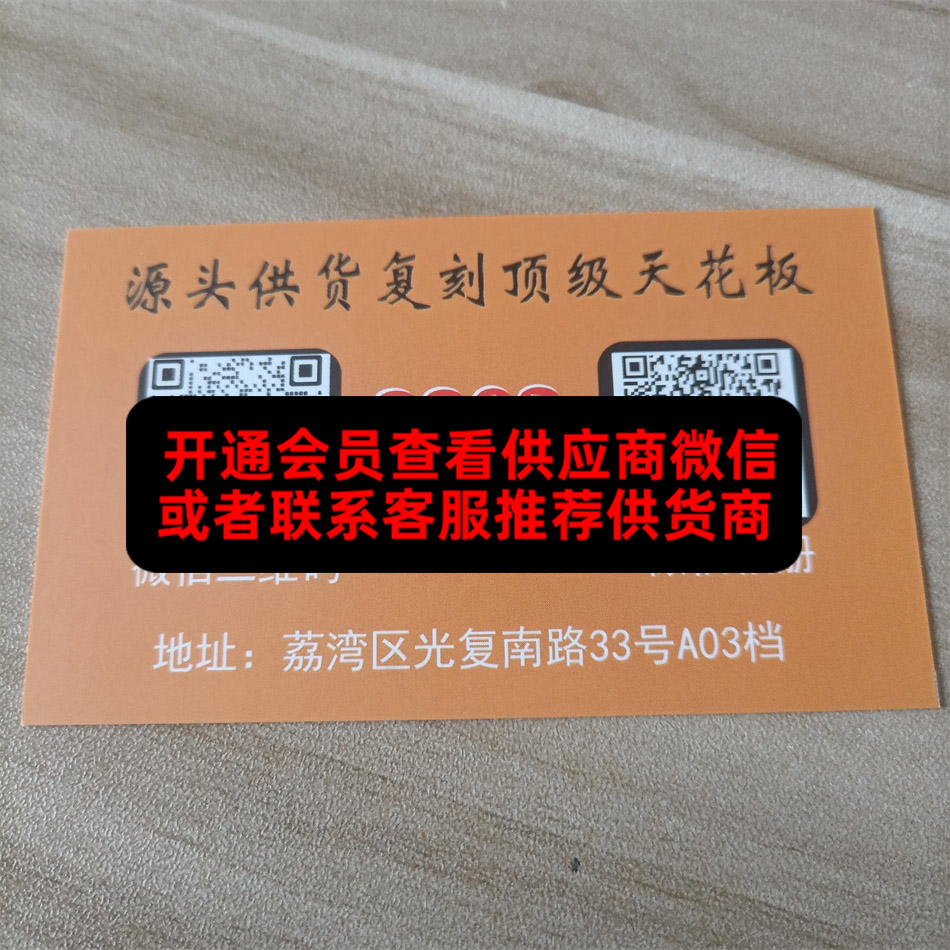 源头供货复刻顶级天花板
开通会员查看供应商微信
或者联系客服推荐供货商
地址：荔湾区光复南路33号A03档